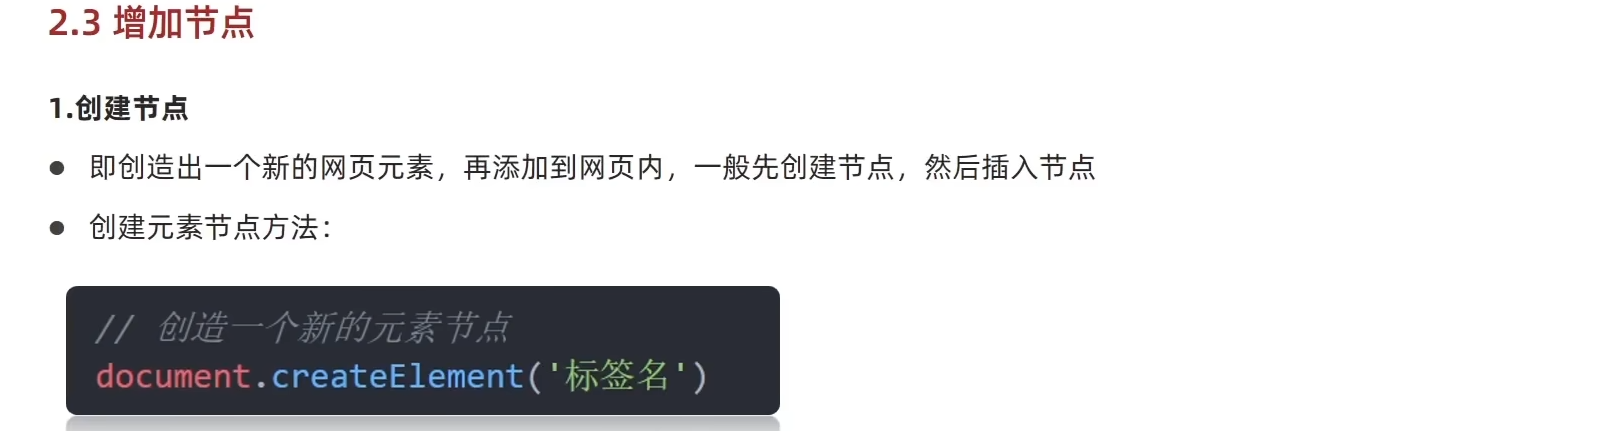 2.3 增加节点
1.创建节点
● 即创造出一个新的网页元素，再添加到网页内，一般先创建节点，然后插入节点
● 创建元素节点方法：
// 创造一个新的元素节点
document.createElement('标签名')